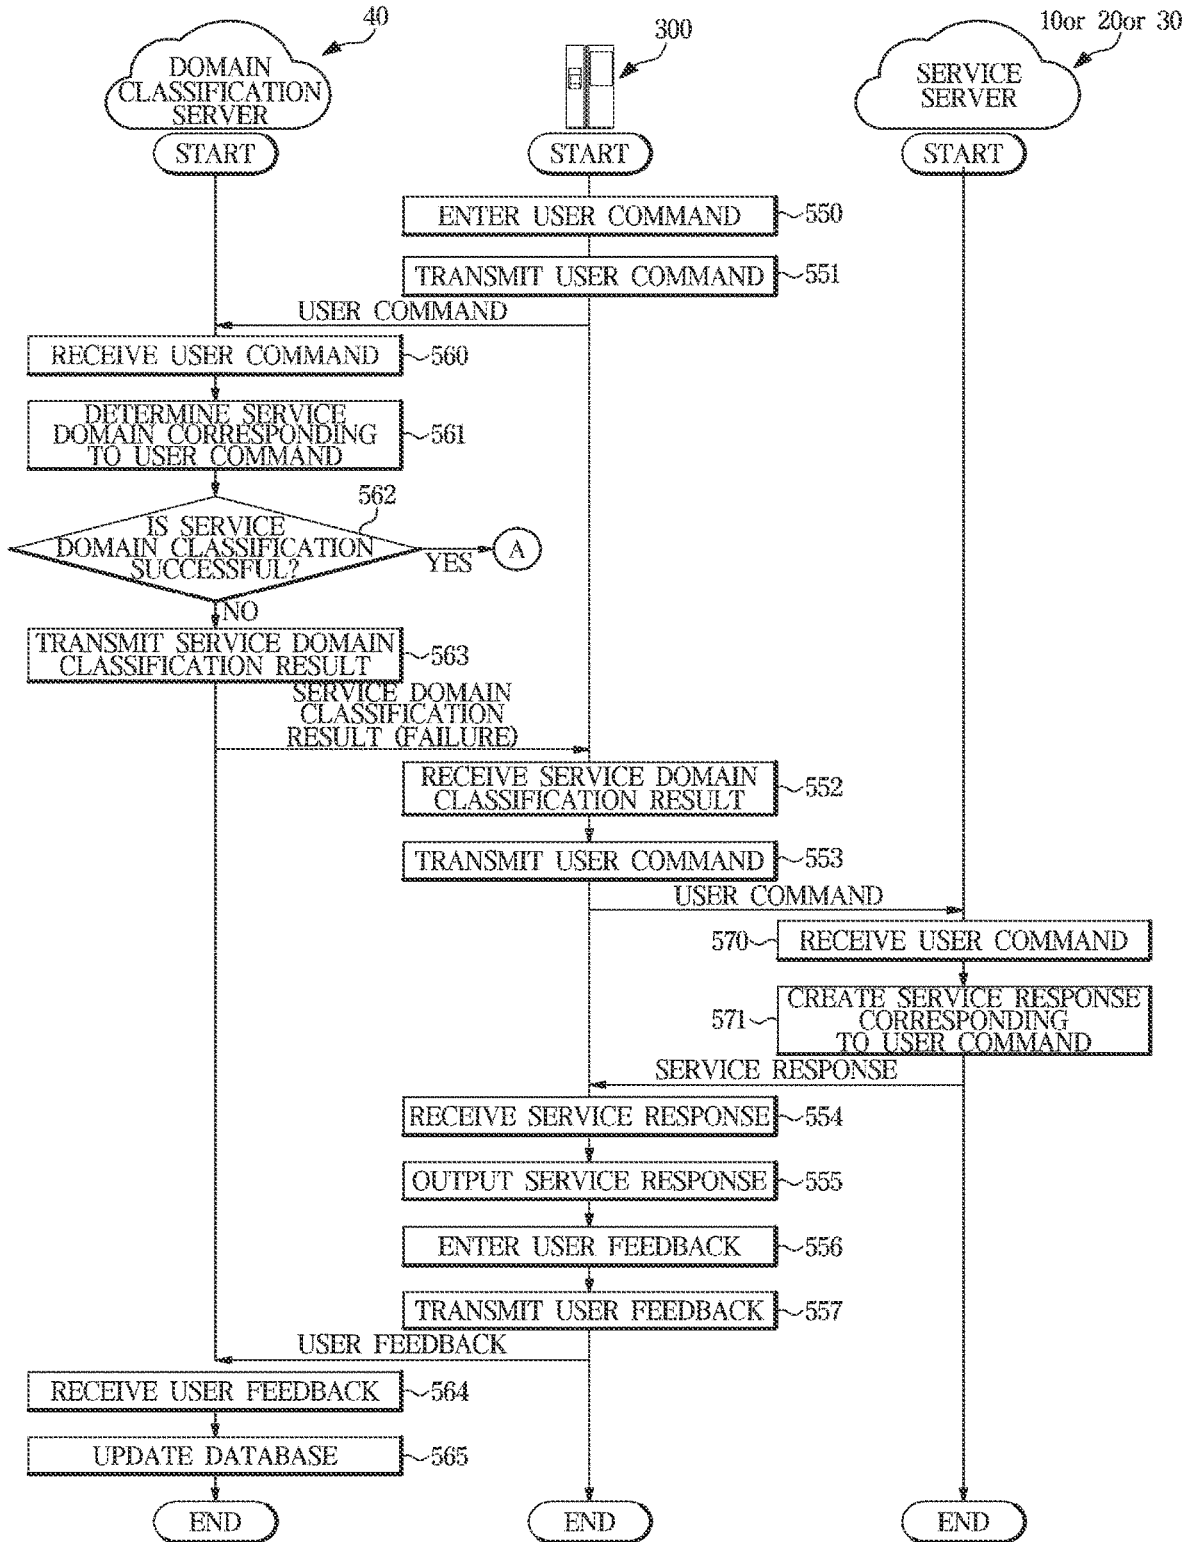 40
300
10or 20or 30
DOMAIN
CLASSIFICATION
SERVER
SERVICE
SERVER
START
START
START
ENTER USER COMMAND
550
TRANSMIT USER COMMAND
551
USER COMMAND
RECEIVE USER COMMAND
560
DETERMINE SERVICE
DOMAIN CORRESPONDING
TO USER COMMAND
561
562
IS SERVICE
DOMAIN CLASSIFICATION
SUCCESSFUL?
YES
A
NO
TRANSMIT SERVICE DOMAIN
CLASSIFICATION RESULT
563
SERVICE DOMAIN
CLASSIFICATION
RESULT (FAILURE)
RECEIVE SERVICE DOMAIN
CLASSIFICATION RESULT
552
TRANSMIT USER COMMAND
553
USER COMMAND
570
RECEIVE USER COMMAND
571
CREATE SERVICE RESPONSE
CORRESPONDING
TO USER COMMAND
SERVICE RESPONSE
RECEIVE SERVICE RESPONSE
554
OUTPUT SERVICE RESPONSE
555
ENTER USER FEEDBACK
556
TRANSMIT USER FEEDBACK
557
USER FEEDBACK
RECEIVE USER FEEDBACK
564
UPDATE DATABASE
565
END
END
END